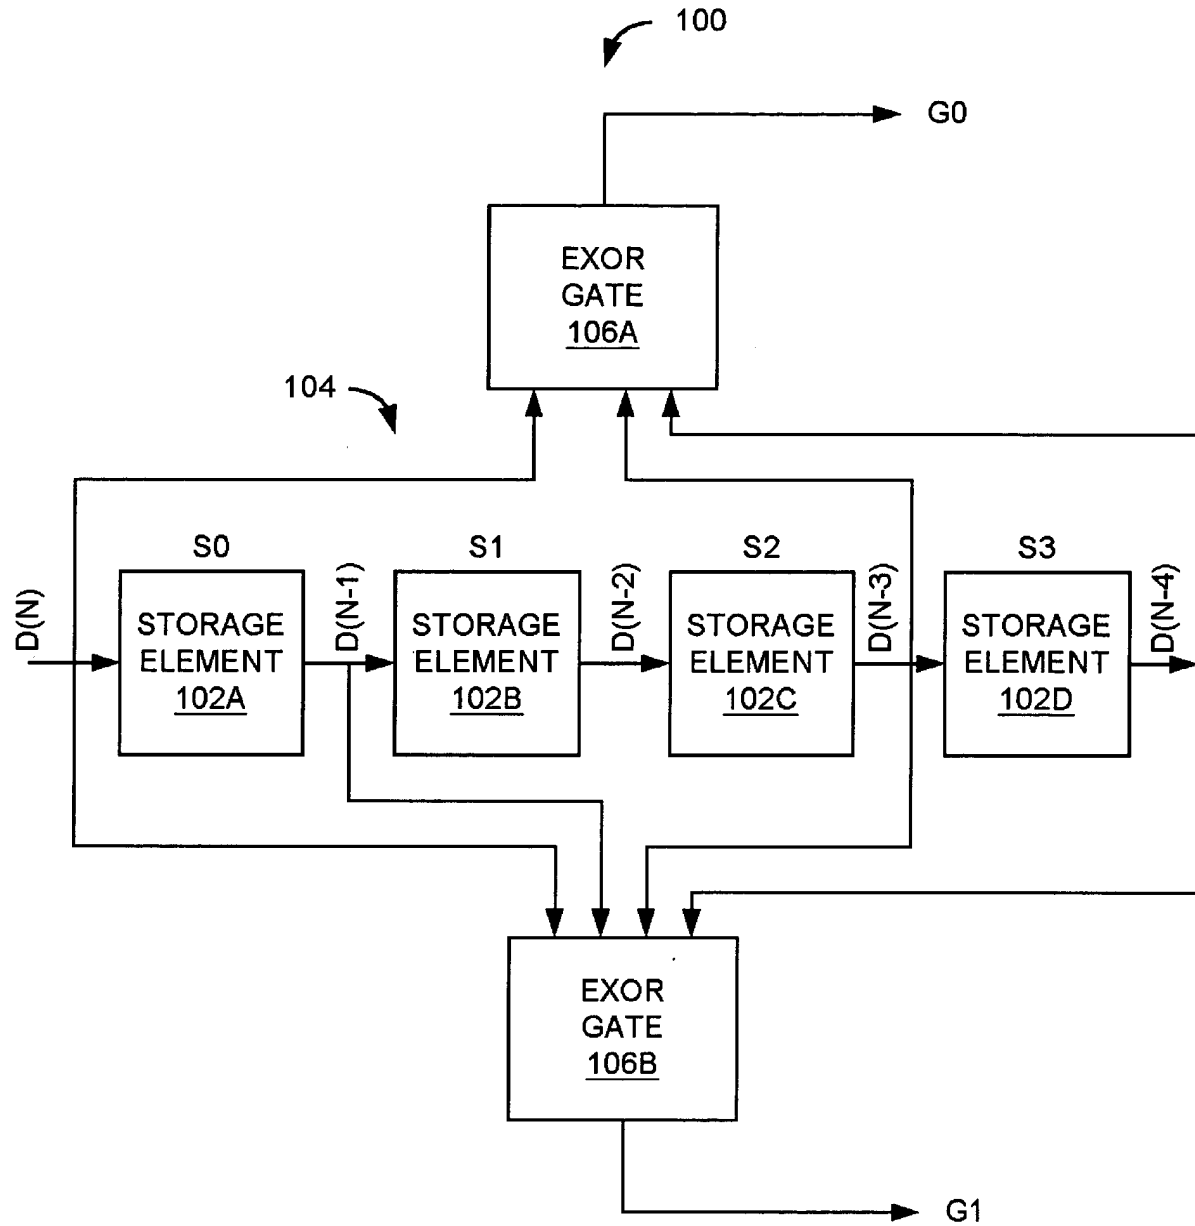 100
G0
EXOR
GATE
106A
104
S0
S1
S2
S3
D(N)
D(N-1)
D(N-2)
D(N-3)
D(N-4)
STORAGE
ELEMENT
102A
STORAGE
ELEMENT
102B
STORAGE
ELEMENT
102C
STORAGE
ELEMENT
102D
EXOR
GATE
106B
G1